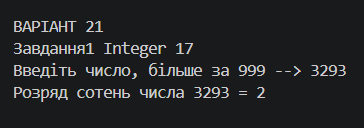 ВАРІАНТ 21
Завдання1 Integer 17
Введіть число, більше за 999 --> 3293
Розряд сотень числа 3293 = 2